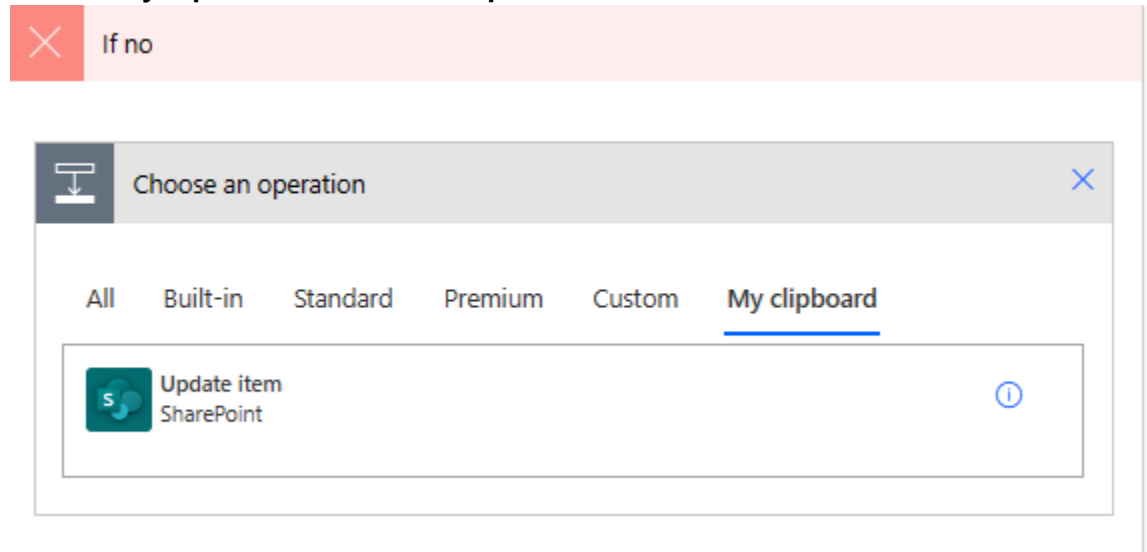 If no
Choose an operation
All Built-in Standard Premium Custom My clipboard
S Update item
SharePoint